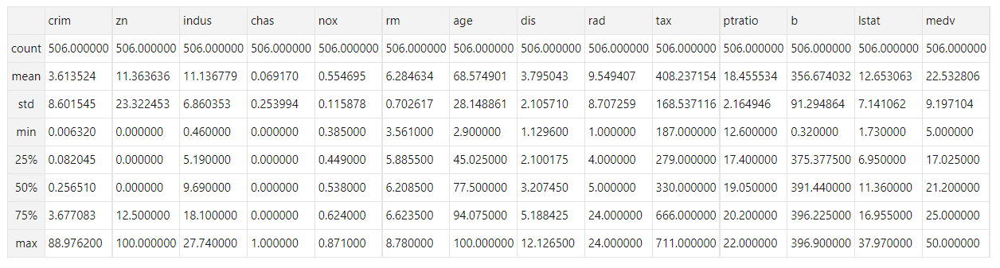 crim zn indus chas nox rm age dis rad tax ptratio b lstat medv
count 506.000000 506.000000 506.000000 506.000000 506.000000 506.000000 506.000000 506.000000 506.000000 506.000000 506.000000 506.000000 506.000000 506.000000
mean 3.613524 11.363636 11.136779 0.069170 0.554695 6.284634 68.574901 3.795043 9.549407 408.237154 18.455534 356.674032 12.653063 22.532806
std 8.601545 23.322453 6.860353 0.253994 0.115878 0.702617 28.148861 2.105710 8.707259 168.537116 2.164946 91.294864 7.141062 9.197104
min 0.006320 0.000000 0.460000 0.000000 0.385000 3.561000 2.900000 1.129600 1.000000 187.000000 12.600000 0.320000 1.730000 5.000000
25% 0.082045 0.000000 5.190000 0.000000 0.449000 5.885500 45.025000 2.100175 4.000000 279.000000 17.400000 375.377500 6.950000 17.025000
50% 0.256510 0.000000 9.690000 0.000000 0.538000 6.208500 77.500000 3.207450 5.000000 330.000000 19.050000 391.440000 11.360000 21.200000
75% 3.677083 12.500000 18.100000 0.000000 0.624000 6.623500 94.075000 5.188425 24.000000 666.000000 20.200000 396.225000 16.955000 25.000000
max 88.976200 100.000000 27.740000 1.000000 0.871000 8.780000 100.000000 12.126500 24.000000 711.000000 22.000000 396.900000 37.970000 50.000000